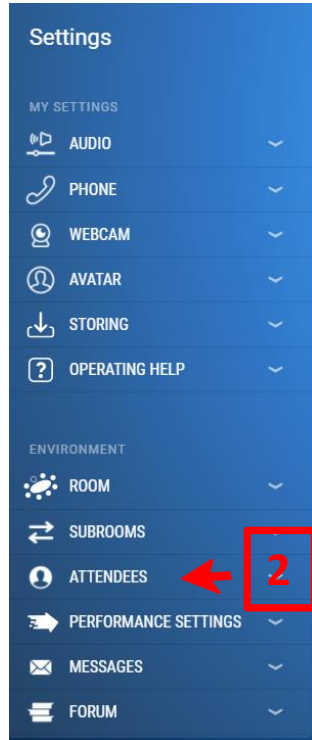 Settings
MY SETTINGS
AUDIO
PHONE
WEBCAM
AVATAR
STORING
? OPERATING HELP
ENVIRONMENT
ROOM
SUBROOMS
ATTENDEES 2
PERFORMANCE SETTINGS
MESSAGES
FORUM